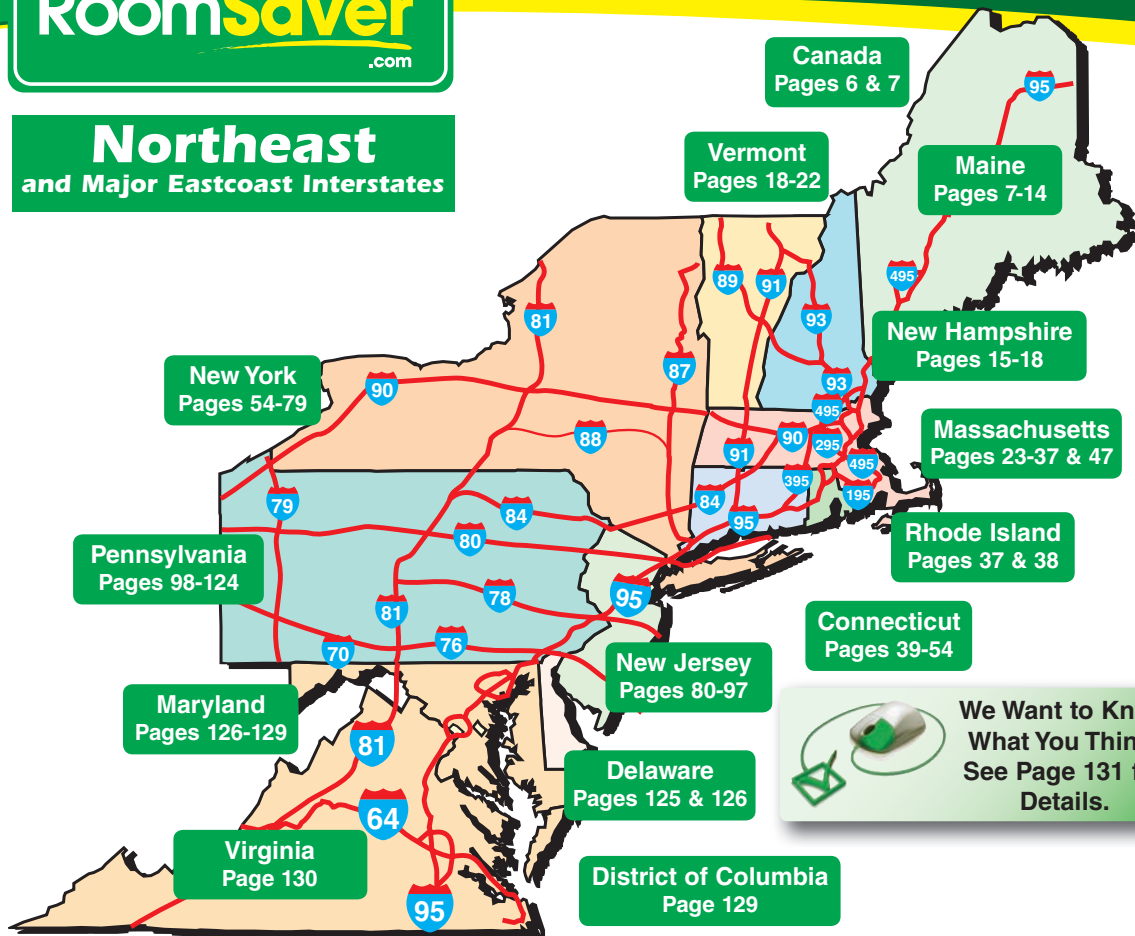 RoomSaver
.com
Northeast
and Major Eastcoast Interstates
Canada
Pages 6 & 7
95
Vermont
Pages 18-22
Maine
Pages 7-14
89
91
495
81
93
New Hampshire
Pages 15-18
87
New York
Pages 54-79
90
93
495
88
90
295
Massachusetts
Pages 23-37 & 47
91
495
395
195
79
84
84
95
80
Rhode Island
Pages 37 & 38
Pennsylvania
Pages 98-124
95
78
81
Connecticut
Pages 39-54
70
76
New Jersey
Pages 80-97
Maryland
Pages 126-129
81
We Want to Kn
What You Thin
See Page 131 f
Details.
Delaware
Pages 125 & 126
64
Virginia
Page 130
District of Columbia
Page 129
95